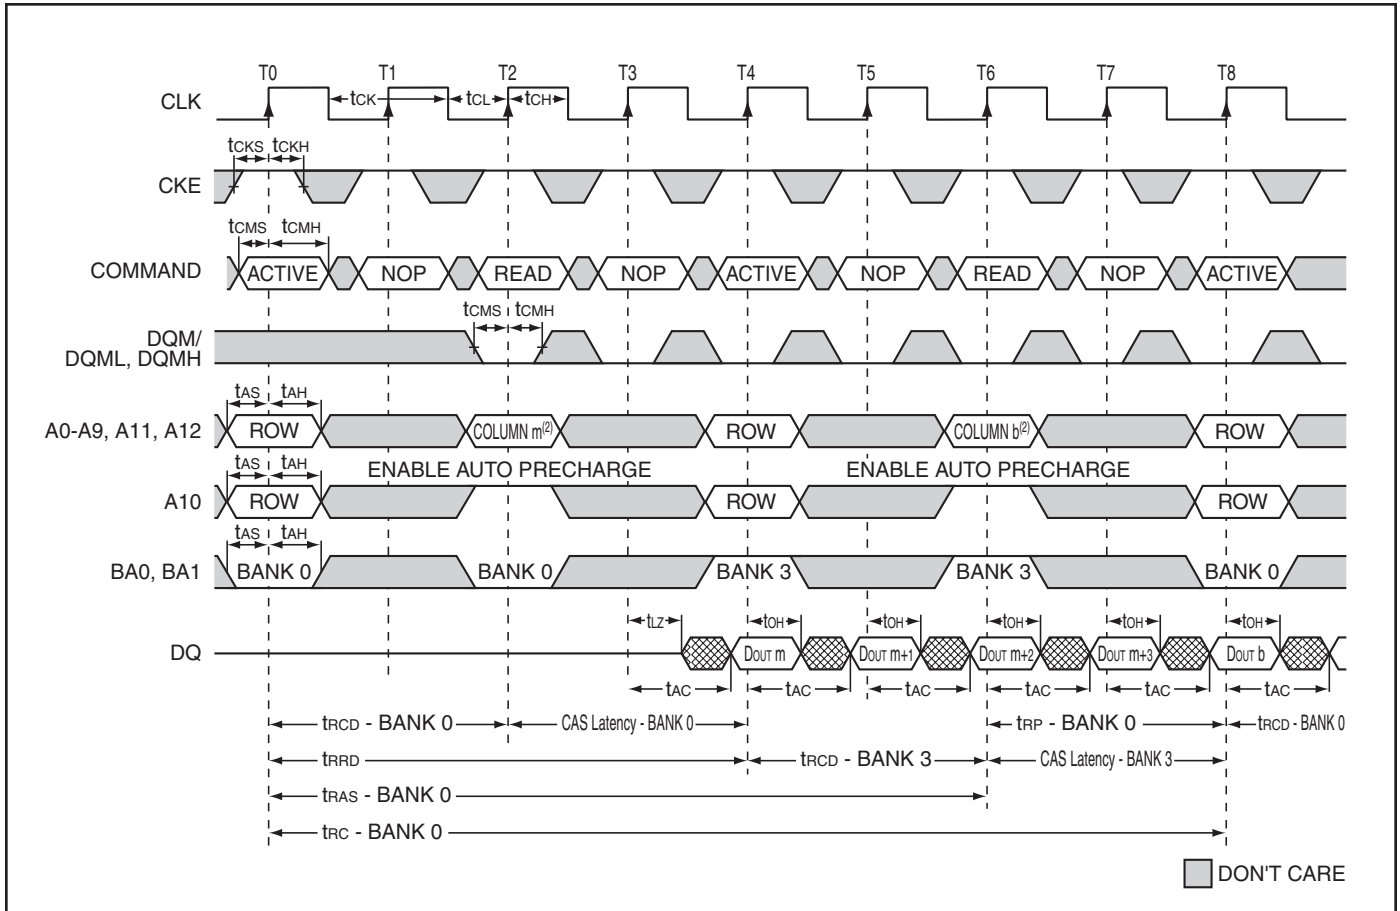 T0 T1 T2 T3 T4 T5 T6 T7 T8
CLK tCK tCL tCH
tCKS tCKH
CKE
tCMS tCMH
COMMAND ACTIVE NOP READ NOP ACTIVE NOP READ NOP ACTIVE
tCMS tCMH
DQM/
DQML, DQMH
tAS tAH
A0-A9, A11, A12 ROW COLUMN m(2) ROW COLUMN b(2) ROW
tAS tAH ENABLE AUTO PRECHARGE ENABLE AUTO PRECHARGE
A10 ROW ROW ROW
tAS tAH
BA0, BA1 BANK 0 BANK 0 BANK 3 BANK 3 BANK 0
tLZ tOH tOH tOH tOH tOH
DQ DOUT m DOUT m+1 DOUT m+2 DOUT m+3 DOUT b
tAC tAC tAC tAC tAC tAC
tRCD - BANK 0 CAS Latency - BANK 0 tRP - BANK 0 tRCD - BANK 0
tRRD tRCD - BANK 3 CAS Latency - BANK 3
tRAS - BANK 0
tRC - BANK 0
DON'T CARE